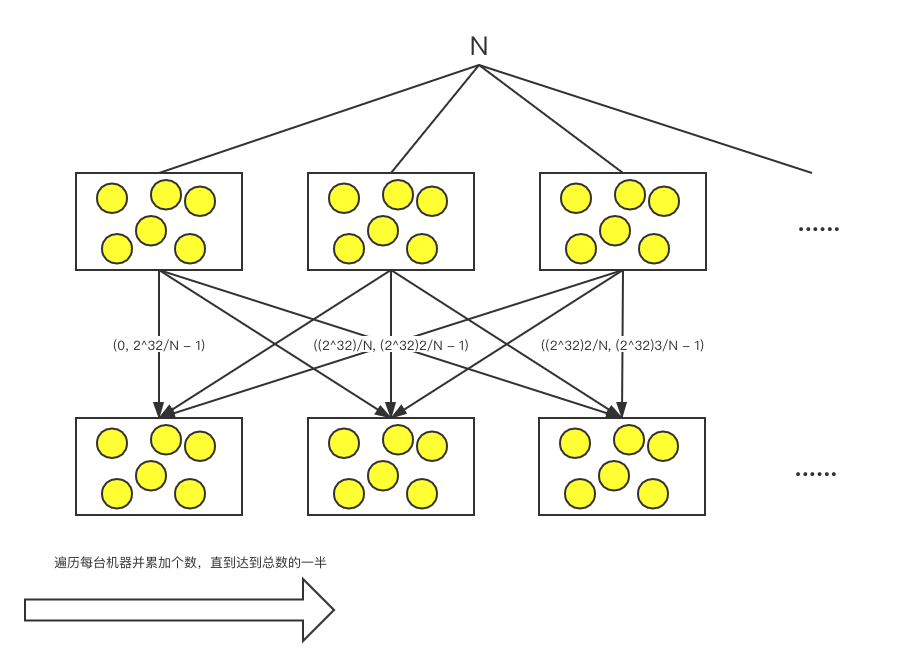 N
......
(0, 2^32/N - 1)
((2^32)/N, (2^32)2/N - 1)
((2^32)2/N, (2^32)3/N - 1)
......
遍历每台机器并累加个数，直到达到总数的一半